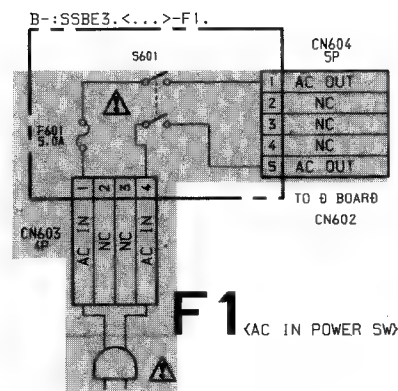 B-:SSBE3.<...>-F1.
S601
CN604
5P
1 AC OUT
2 NC
3 NC
4 NC
5 AC OUT
F601
5.0A
TO D BOARD
CN602
1 2 3 4
CN603
4P
AC IN NC NC AC IN
F1 <AC IN POWER SW>